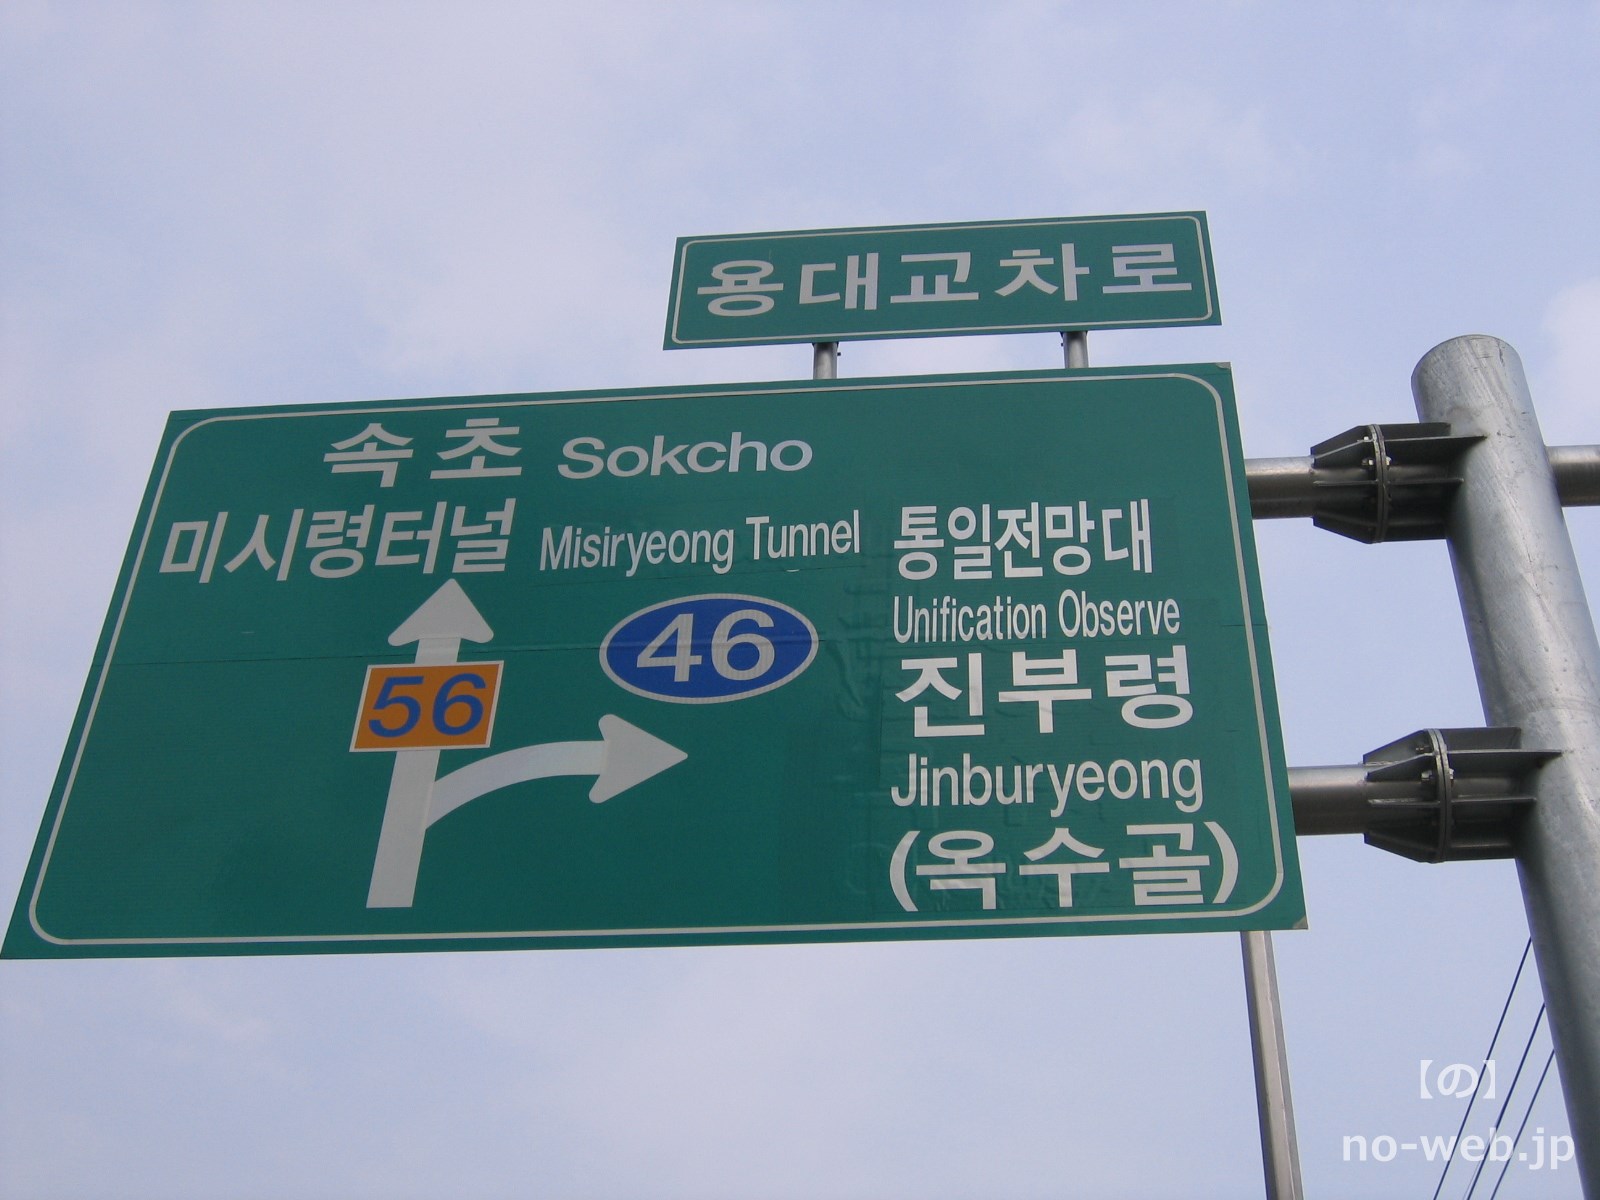 용대교차로
속초 Sokcho
미시령터널 Misiryeong Tunnel
56
46
통일전망대
Unification Observe
진부령
Jinburyeong
(옥수골)
【の】
no-web.jp